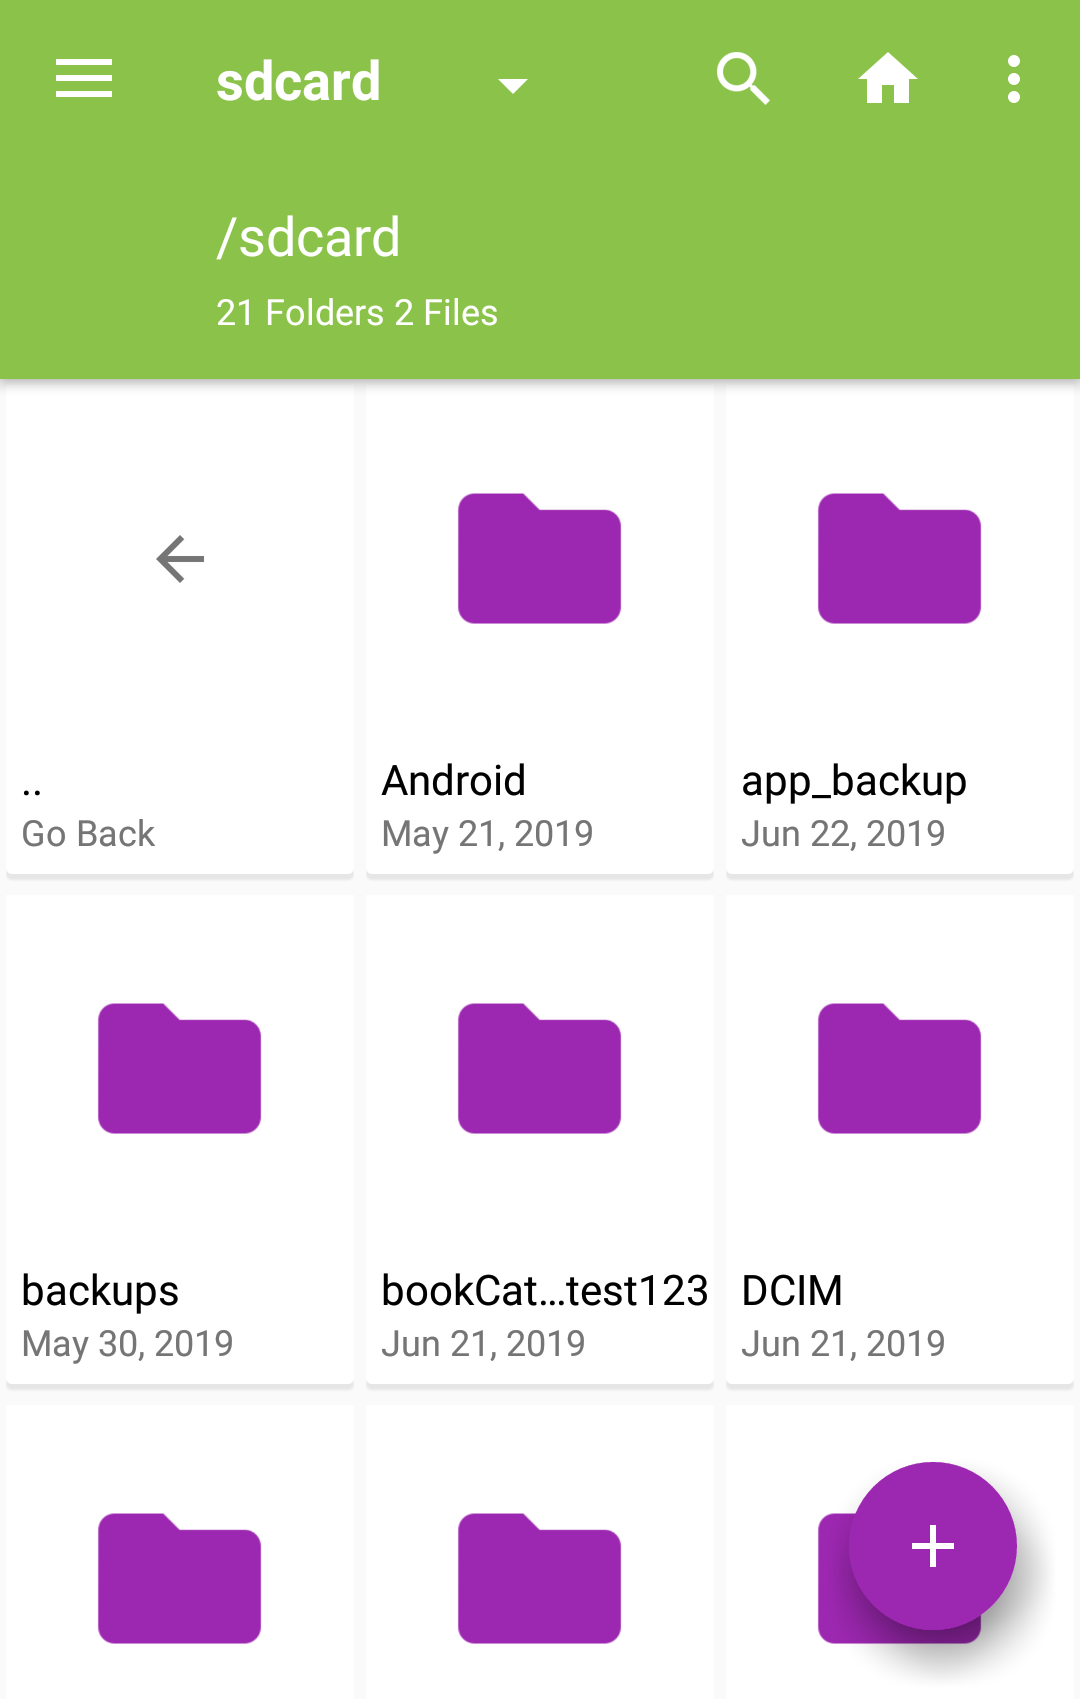 sdcard
/sdcard
21 Folders 2 Files
..
Go Back
Android
May 21, 2019
app_backup
Jun 22, 2019
backups
May 30, 2019
bookCat...test123
Jun 21, 2019
DCIM
Jun 21, 2019